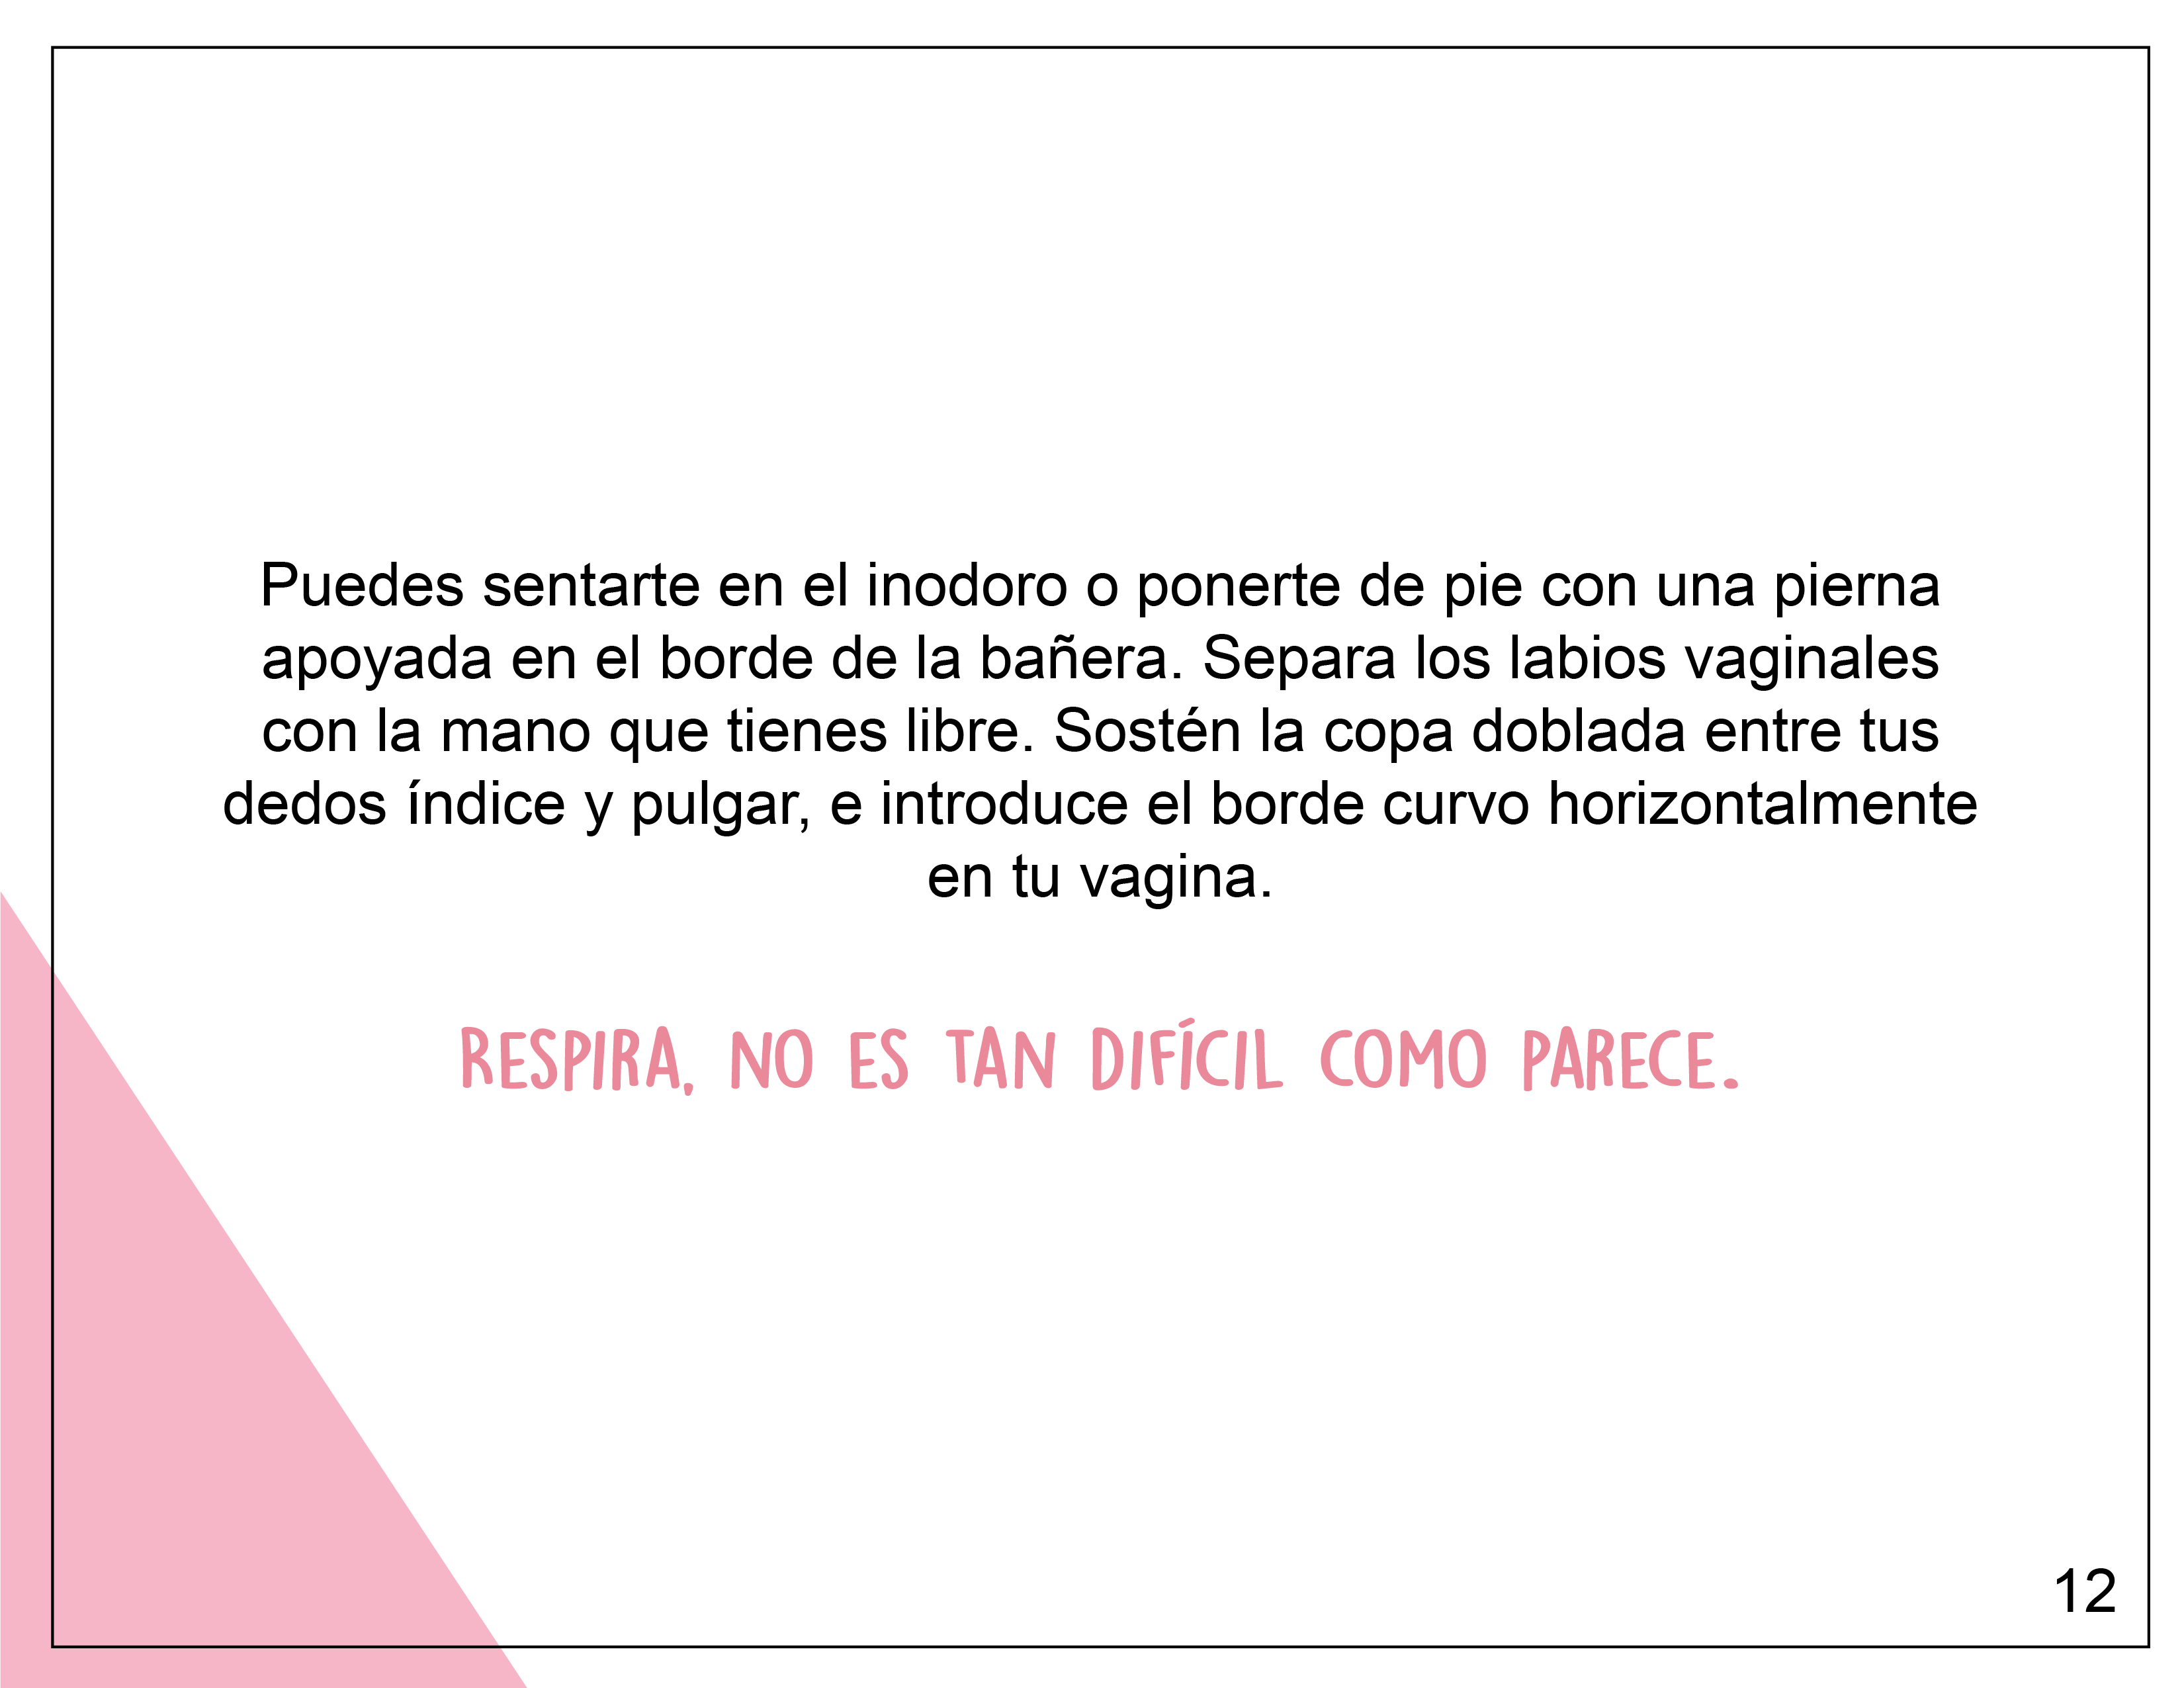 Puedes sentarte en el inodoro o ponerte de pie con una pierna
apoyada en el borde de la bañera. Separa los labios vaginales
con la mano que tienes libre. Sostén la copa doblada entre tus
dedos índice y pulgar, e introduce el borde curvo horizontalmente
en tu vagina.
RESPIRA, NO ES TAN DIFÍCIL COMO PARECE.
12